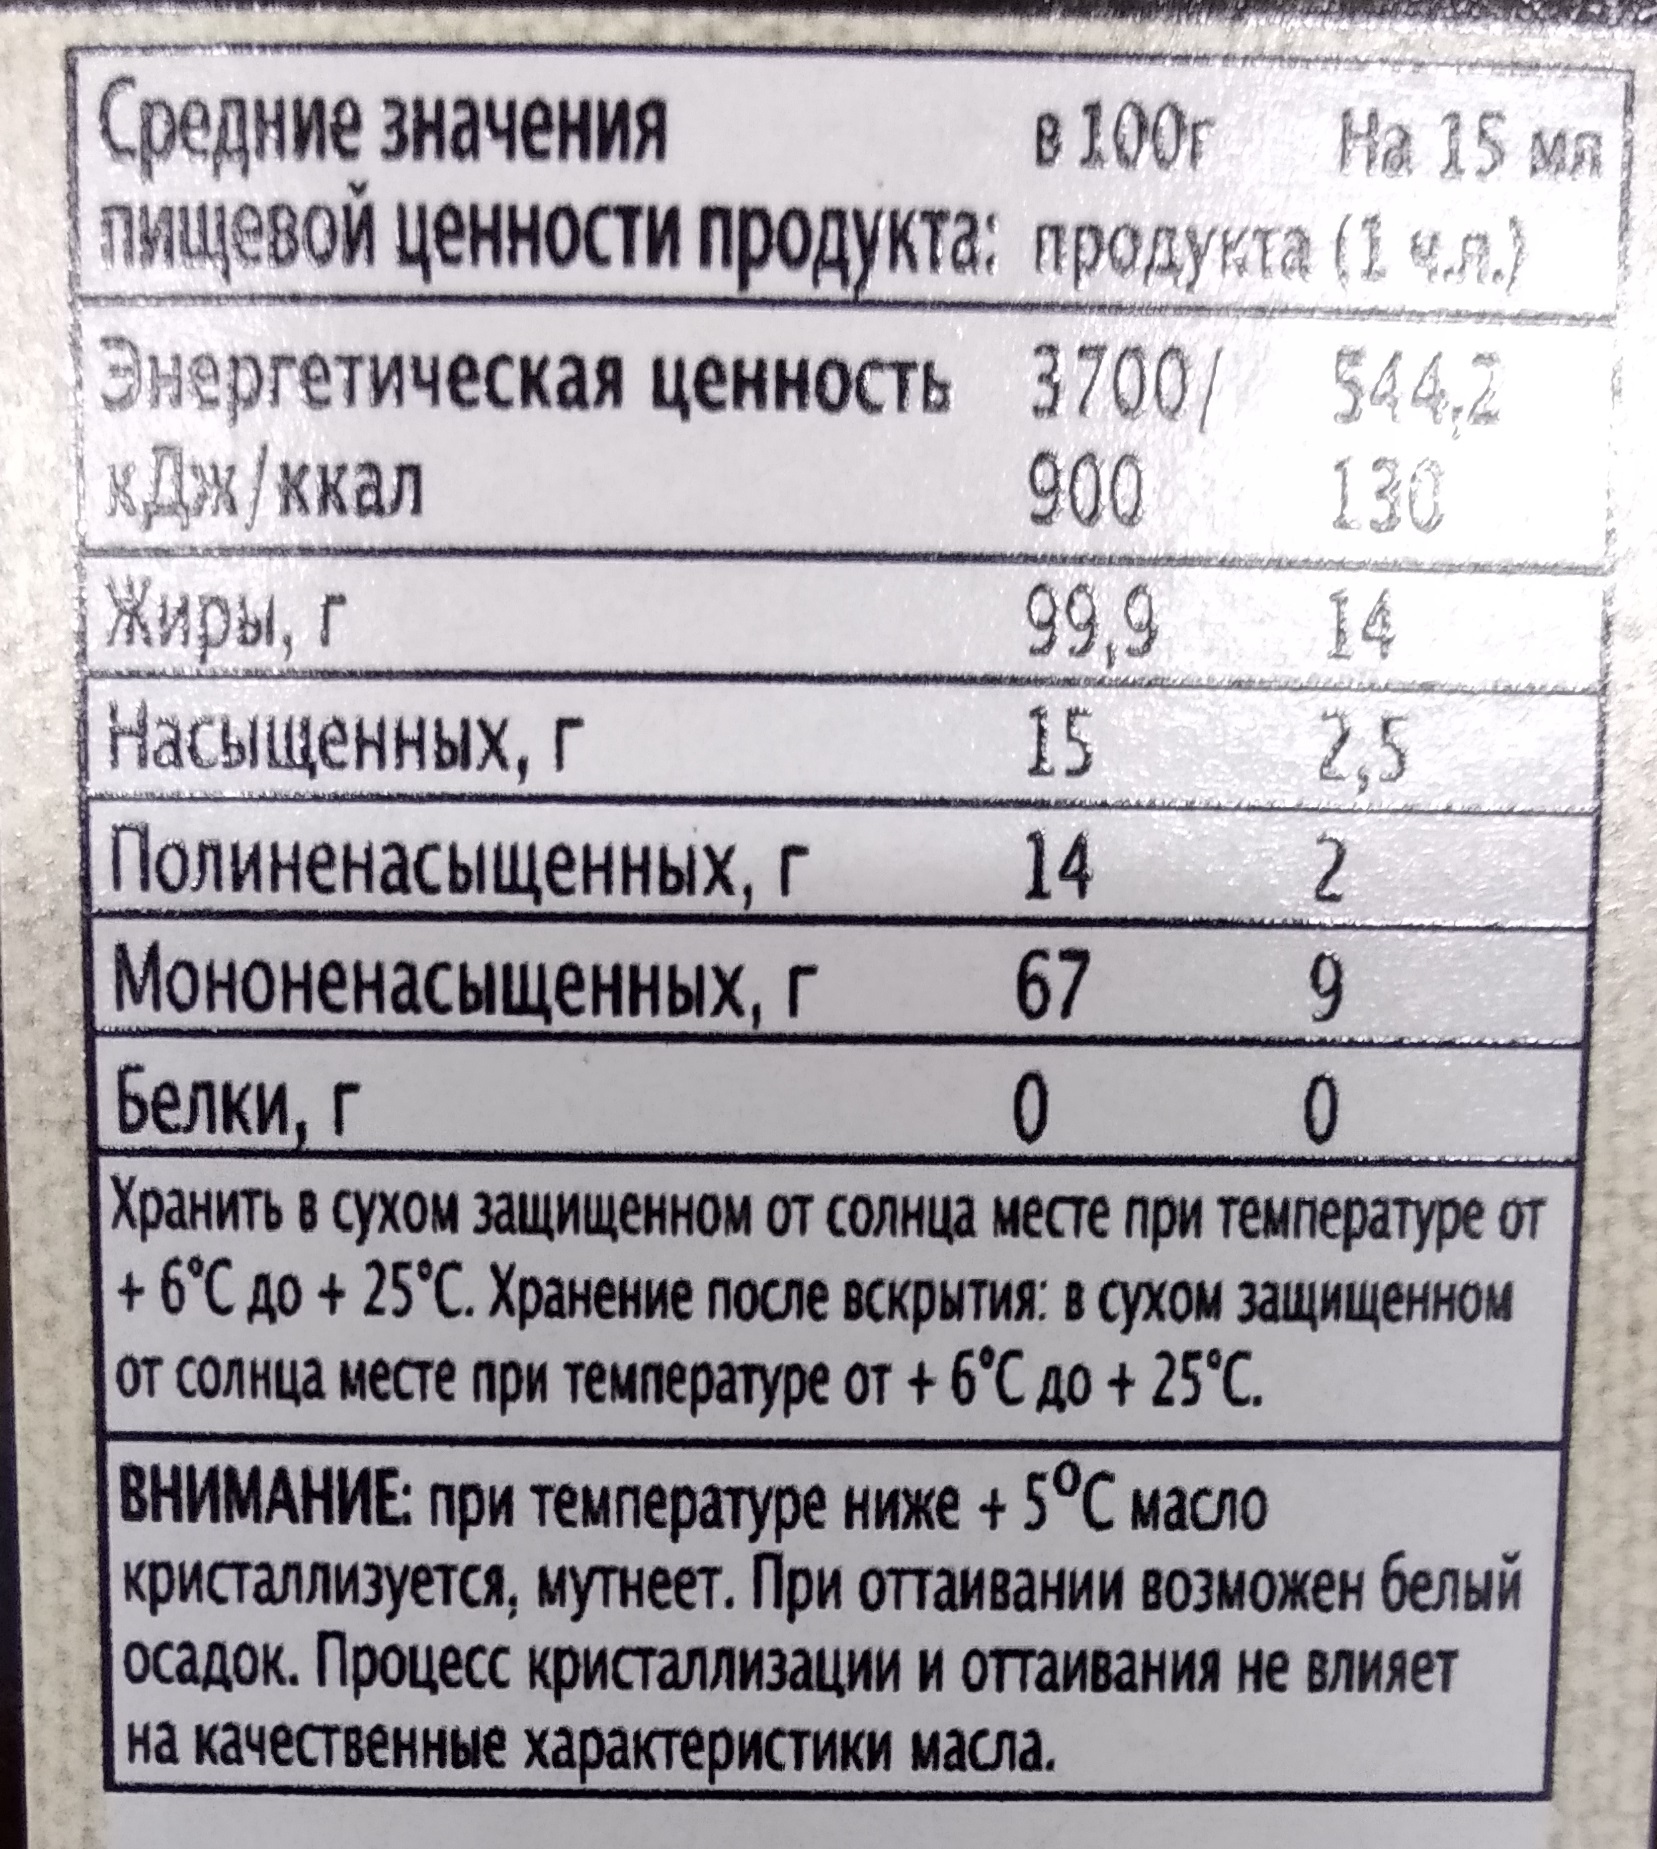 Средние значения в 100г На 15 мл
пищевой ценности продукта: продукта (1 ч.л.)
Энергетическая ценность 3700/ 544,2
кДж/ккал 900 130
Жиры, г 99,9 14
Насыщенных, г 15 2,5
Полиненасыщенных, г 14 2
Мононенасыщенных, г 67 9
Белки, г 0 0
Хранить в сухом защищенном от солнца месте при температуре от
+ 6°С до + 25°С. Хранение после вскрытия: в сухом защищенном
от солнца месте при температуре от + 6°С до + 25°С.
ВНИМАНИЕ: при температуре ниже + 5°С масло
кристаллизуется, мутнеет. При оттаивании возможен белый
осадок. Процесс кристаллизации и оттаивания не влияет
на качественные характеристики масла.